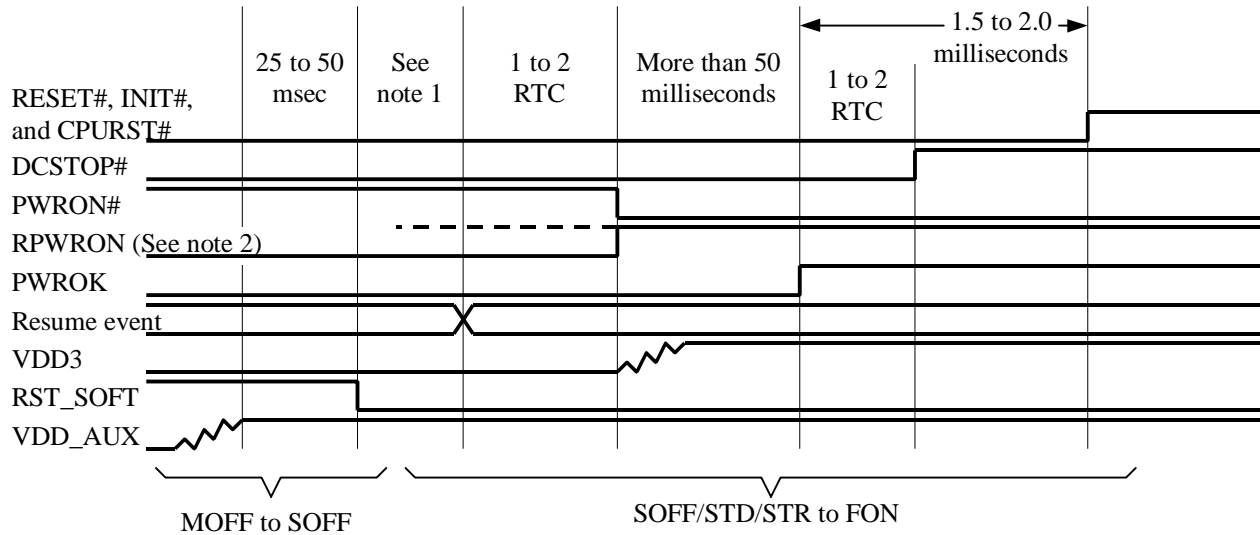 1.5 to 2.0
milliseconds
25 to 50
msec
See
note 1
1 to 2
RTC
More than 50
milliseconds
1 to 2
RTC
RESET#, INIT#,
and CPURST#
DCSTOP#
PWRON#
RPWRON (See note 2)
PWROK
Resume event
VDD3
RST_SOFT
VDD_AUX
MOFF to SOFF
SOFF/STD/STR to FON